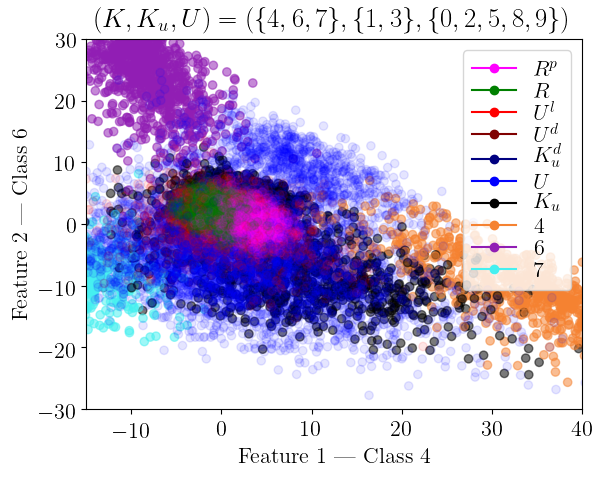 (K, K_u, U) = ({4, 6, 7}, {1, 3}, {0, 2, 5, 8, 9})
30
20
10
0
−10
−20
−30
Feature 2 — Class 6
R^p
R
U^l
U^d
K_u^d
U
K_u
4
6
7
−10
0
10
20
30
40
Feature 1 — Class 4